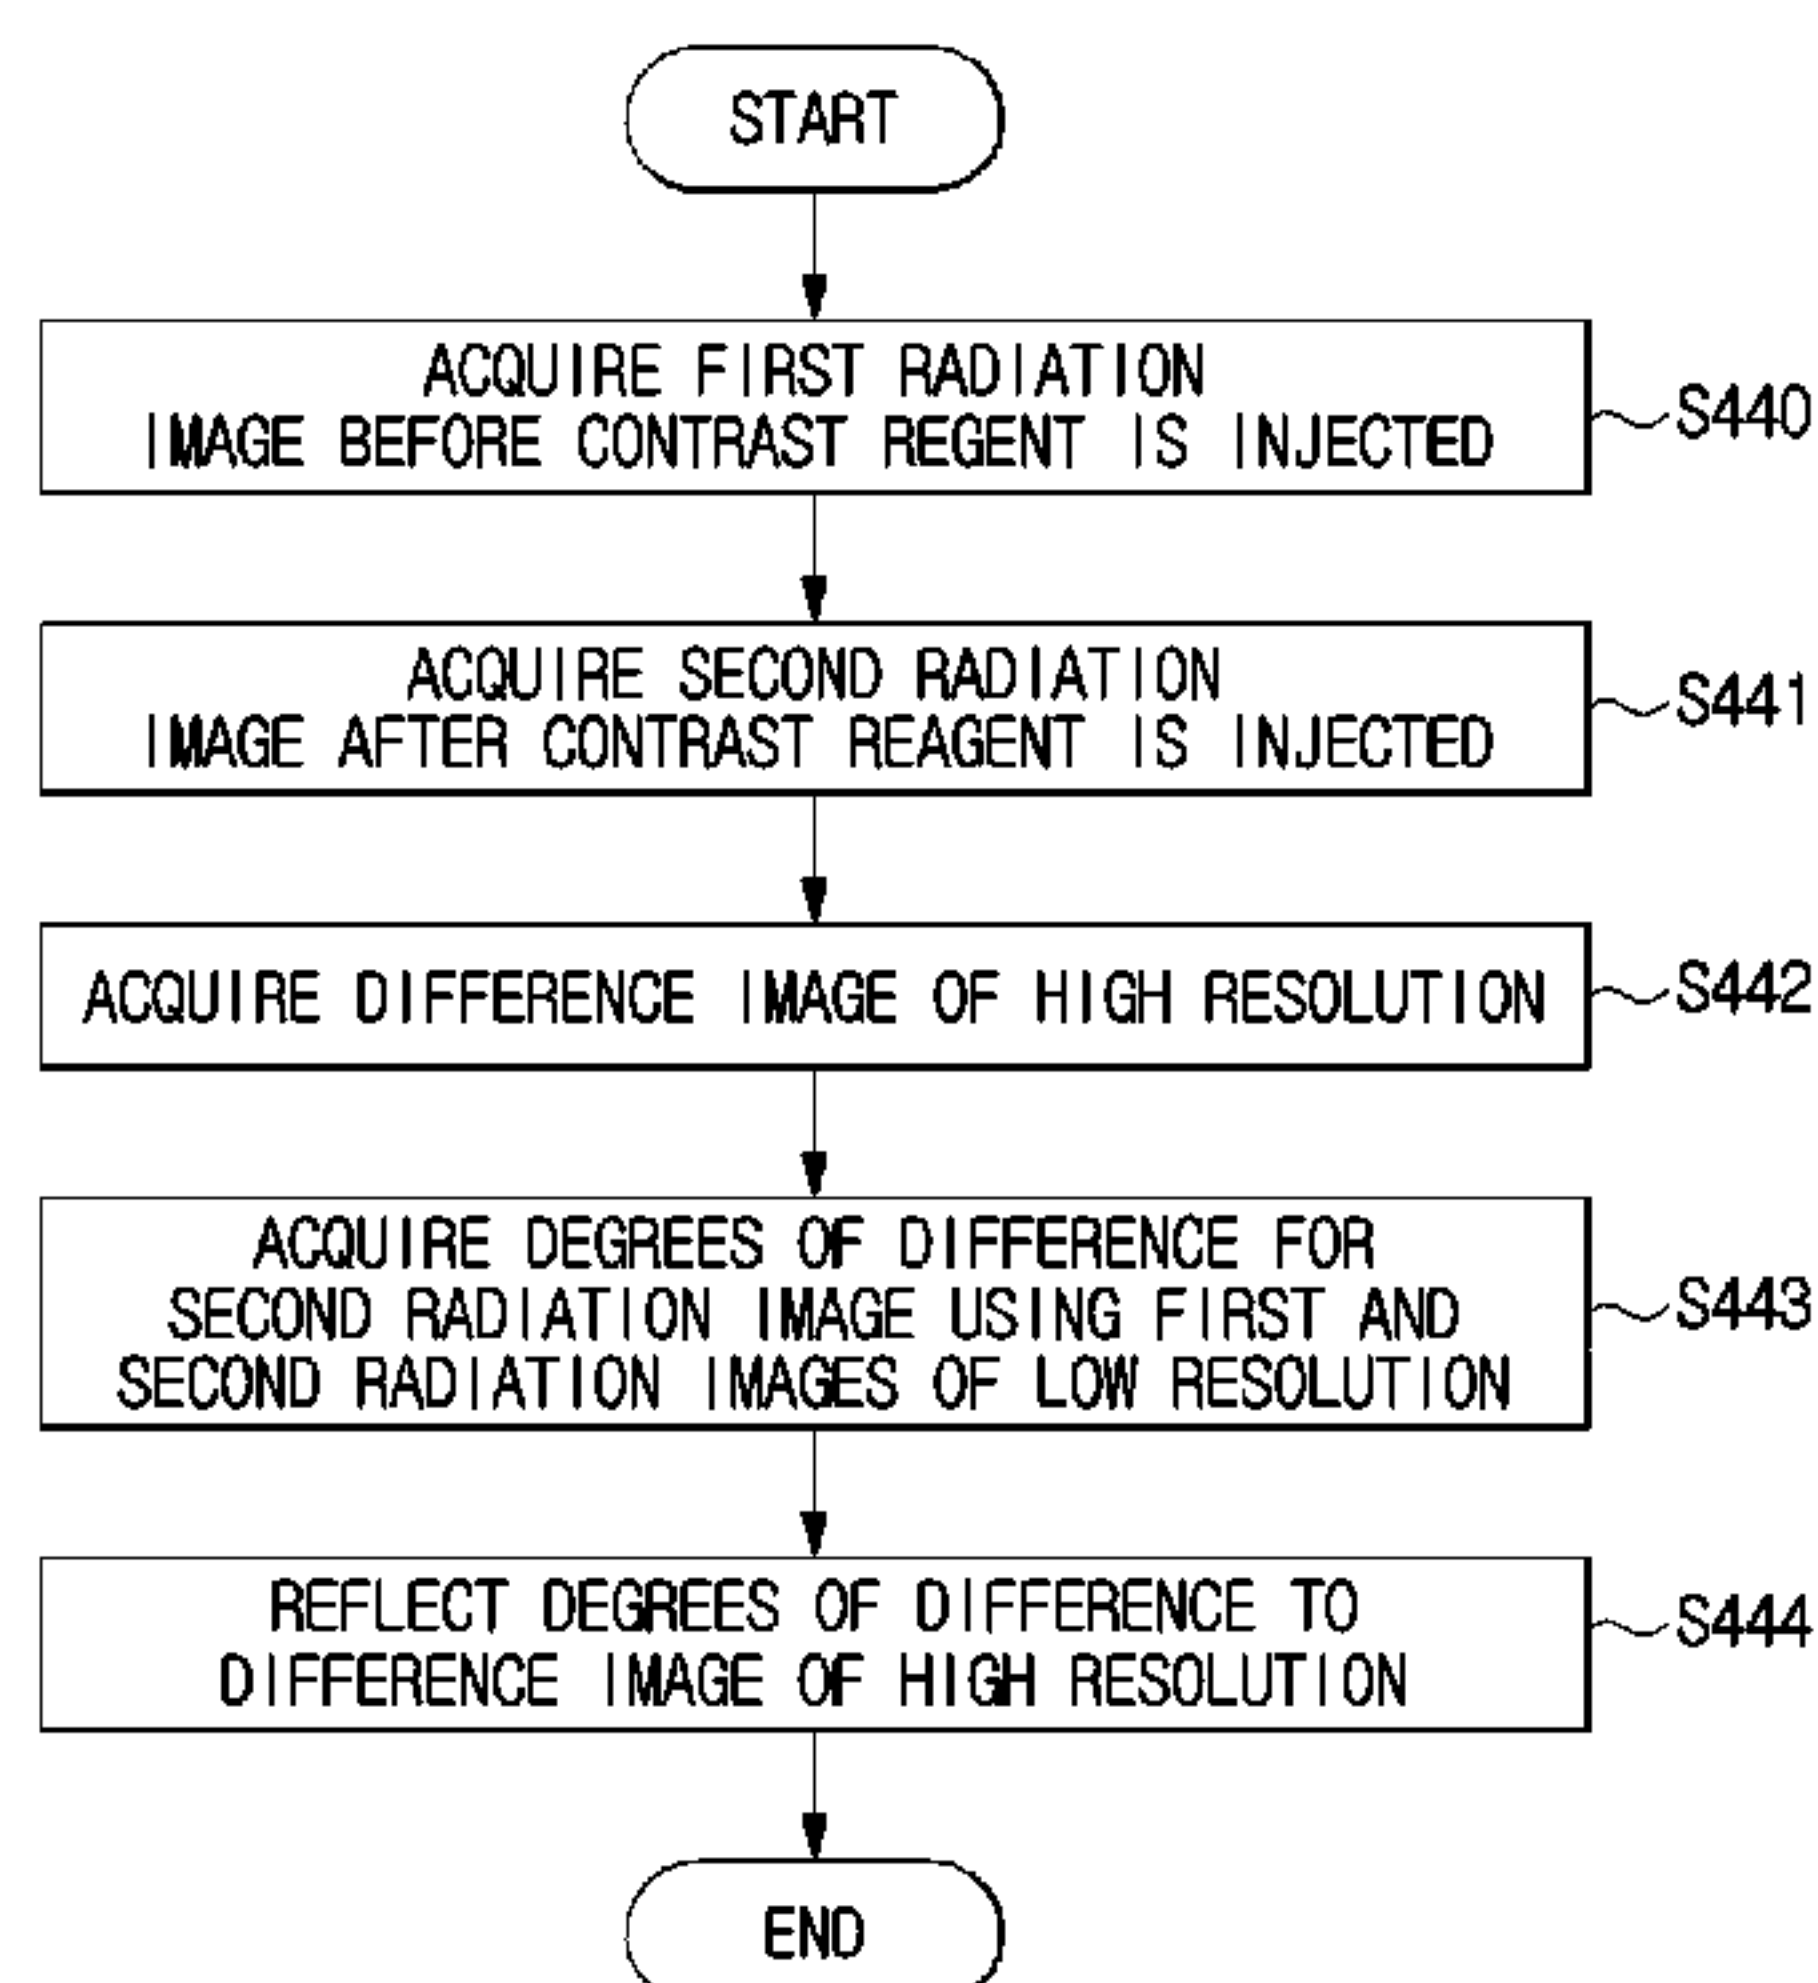 START
ACQUIRE FIRST RADIATION
IMAGE BEFORE CONTRAST REGENT IS INJECTED
S440
ACQUIRE SECOND RADIATION
IMAGE AFTER CONTRAST REAGENT IS INJECTED
S441
ACQUIRE DIFFERENCE IMAGE OF HIGH RESOLUTION
S442
ACQUIRE DEGREES OF DIFFERENCE FOR
SECOND RADIATION IMAGE USING FIRST AND
SECOND RADIATION IMAGES OF LOW RESOLUTION
S443
REFLECT DEGREES OF DIFFERENCE TO
DIFFERENCE IMAGE OF HIGH RESOLUTION
S444
END